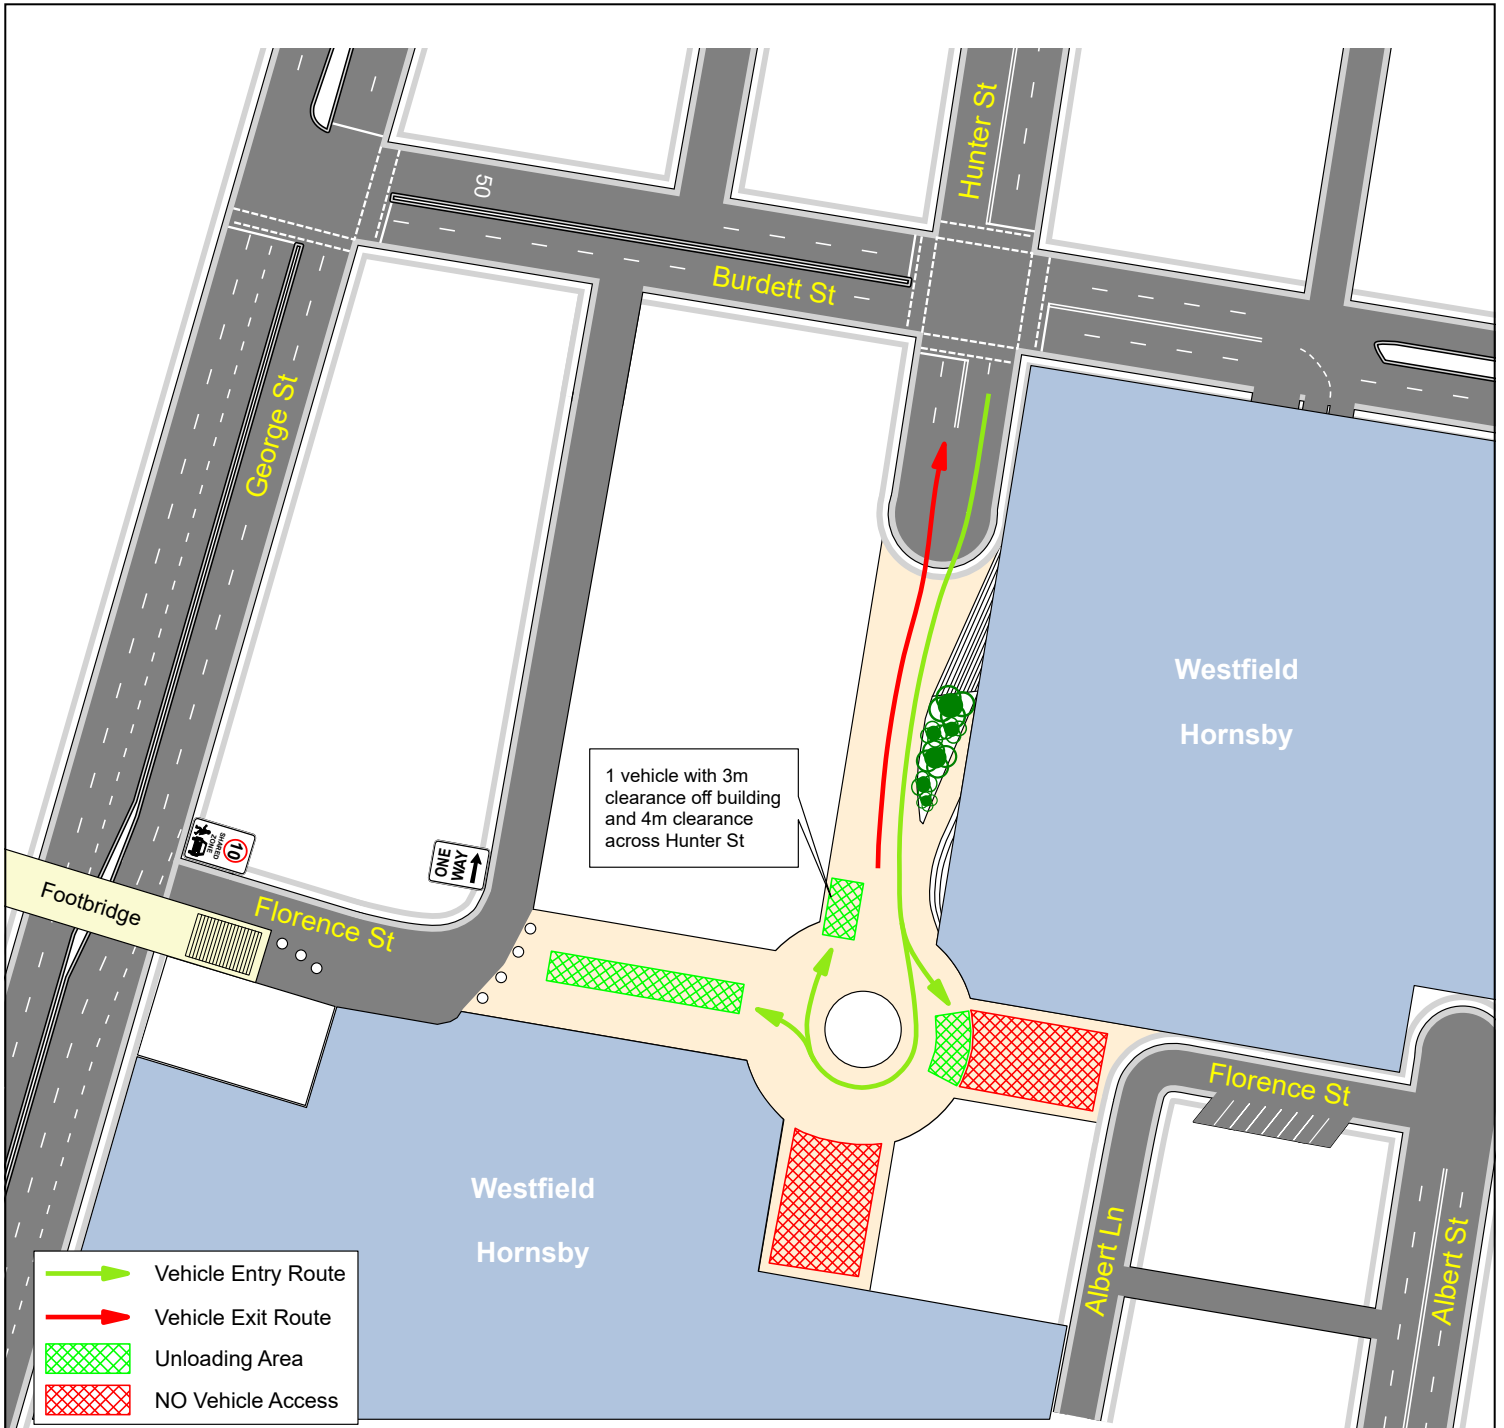 Hunter St
50
Burdett St
George St
Westfield
Hornsby
1 vehicle with 3m
clearance off building
and 4m clearance
across Hunter St
10
SHARED
ZONE
ONE
WAY
Footbridge
Florence St
Florence St
Westfield
Hornsby
Albert Ln
Albert St
Vehicle Entry Route
Vehicle Exit Route
Unloading Area
NO Vehicle Access